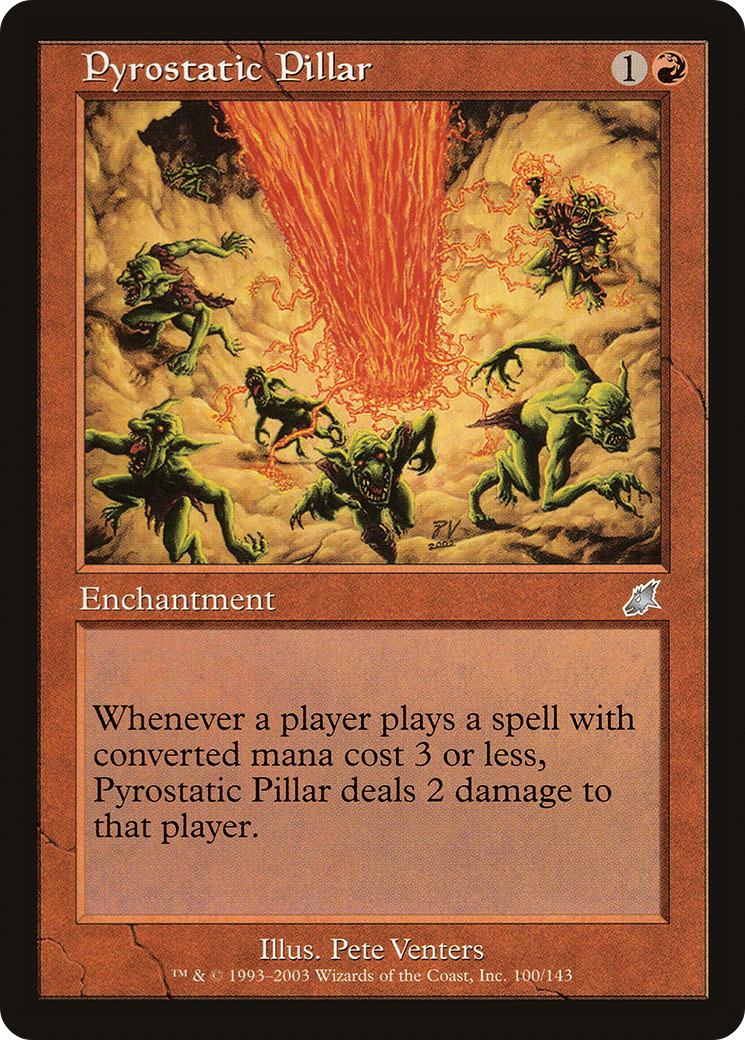 Pyrostatic Pillar 1
PV
Enchantment
Whenever a player plays a spell with
converted mana cost 3 or less,
Pyrostatic Pillar deals 2 damage to
that player.
Illus. Pete Venters
™ & © 1993–2003 Wizards of the Coast, Inc. 100/143